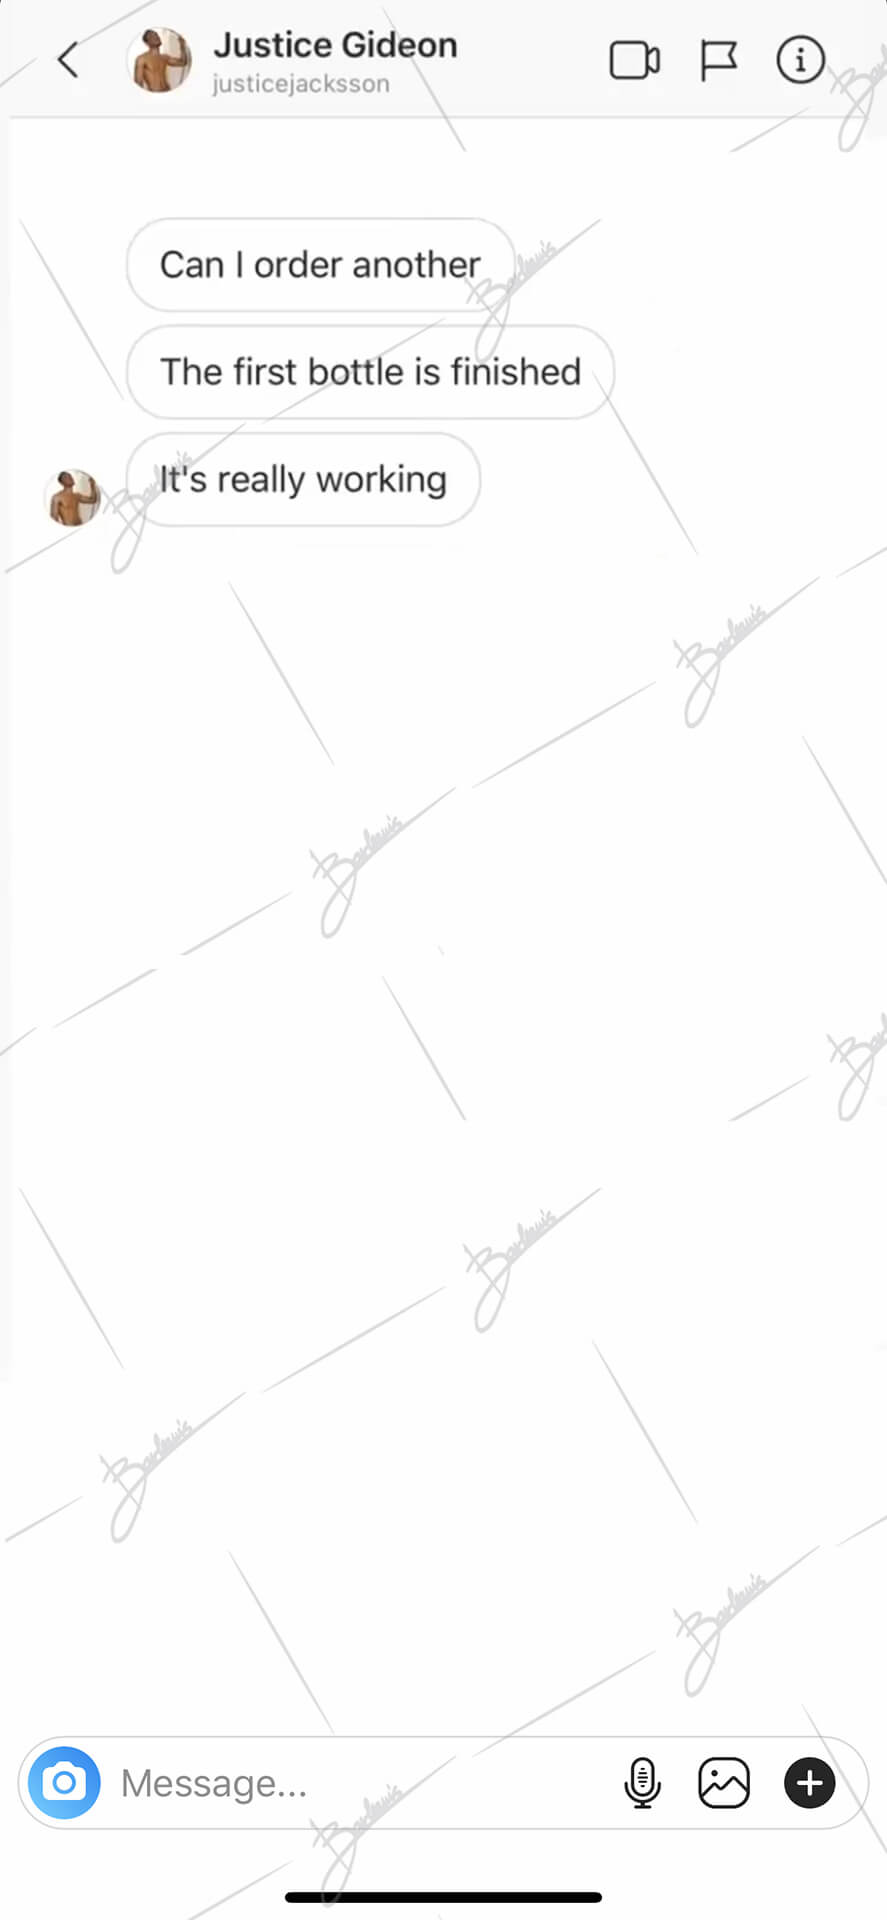 Justice Gideon
justicejacksson
Can I order another
The first bottle is finished
It's really working
Message...